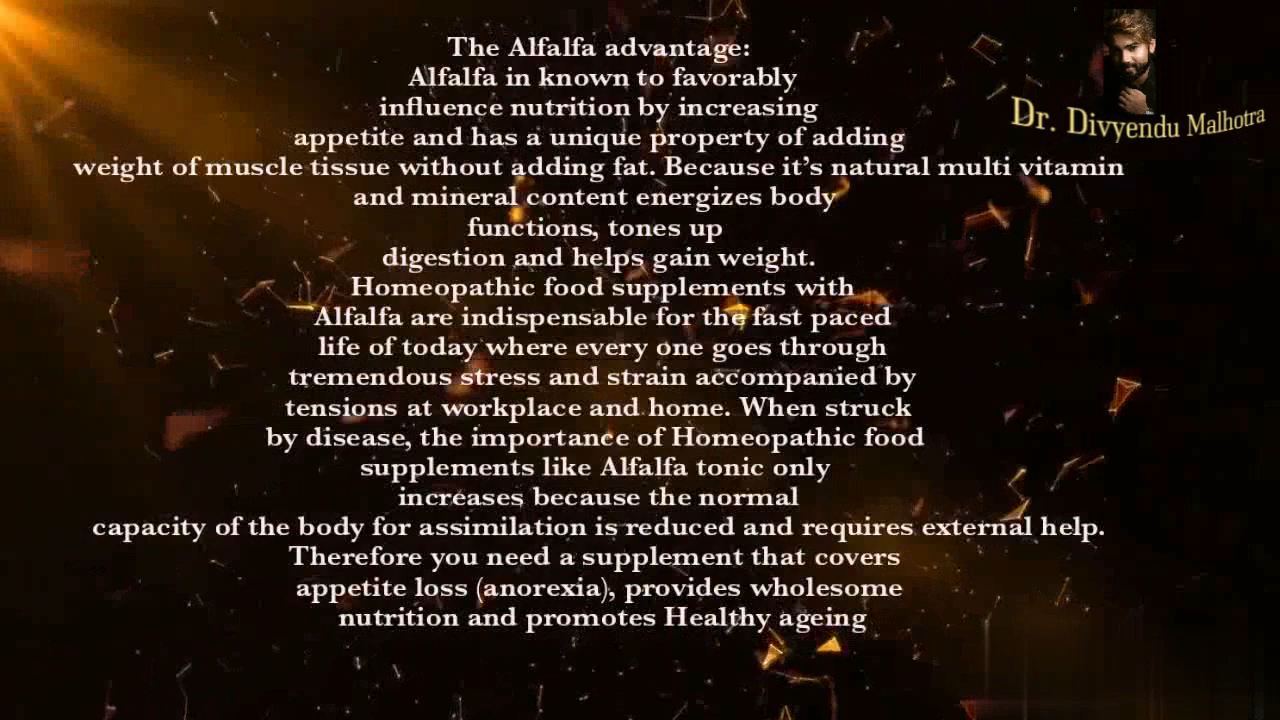 The Alfalfa advantage:
Alfalfa in known to favorably
influence nutrition by increasing
appetite and has a unique property of adding
weight of muscle tissue without adding fat. Because it’s natural multi vitamin
and mineral content energizes body
functions, tones up
digestion and helps gain weight.
Homeopathic food supplements with
Alfalfa are indispensable for the fast paced
life of today where every one goes through
tremendous stress and strain accompanied by
tensions at workplace and home. When struck
by disease, the importance of Homeopathic food
supplements like Alfalfa tonic only
increases because the normal
capacity of the body for assimilation is reduced and requires external help.
Therefore you need a supplement that covers
appetite loss (anorexia), provides wholesome
nutrition and promotes Healthy ageing
Dr. Divyendu Malhotra